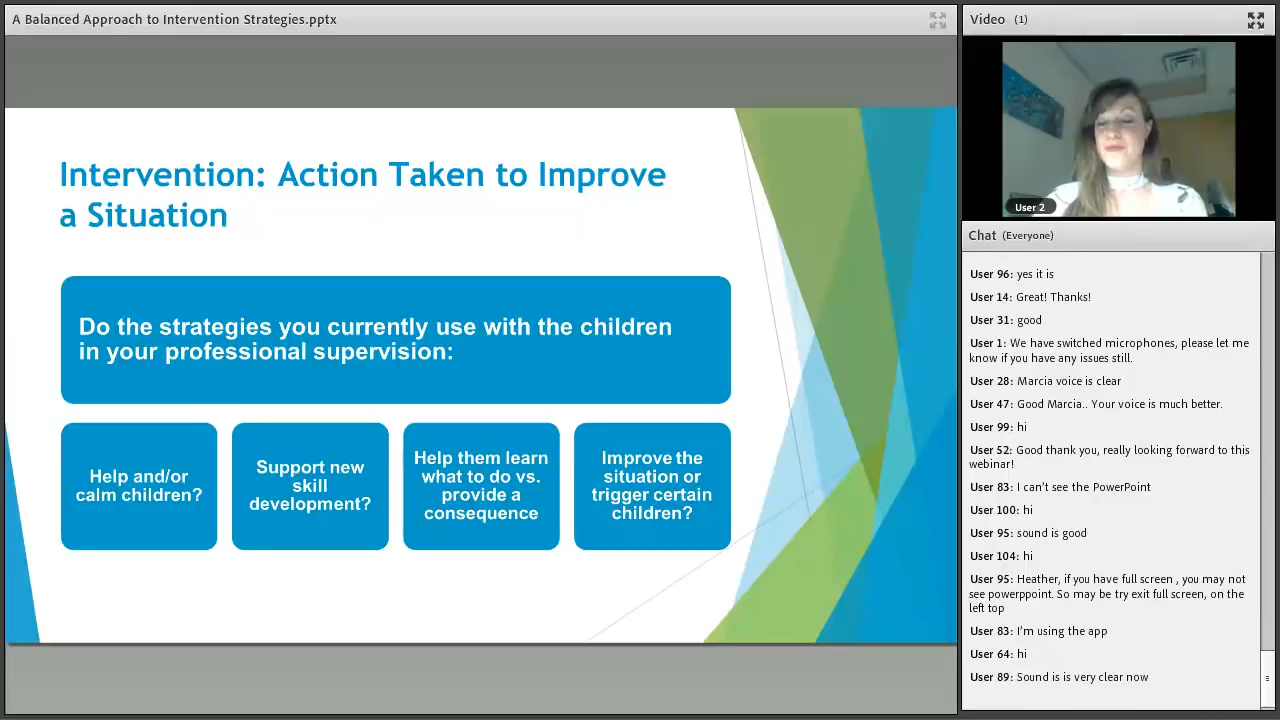 A Balanced Approach to Intervention Strategies.pptx
Intervention: Action Taken to Improve
a Situation
Do the strategies you currently use with the children
in your professional supervision:
Help and/or
calm children?
Support new
skill
development?
Help them learn
what to do vs.
provide a
consequence
Improve the
situation or
trigger certain
children?
Video (1)
User 2
Chat (Everyone)
User 96: yes it is
User 14: Great! Thanks!
User 31: good
User 1: We have switched microphones, please let me
know if you have any issues still.
User 28: Marcia voice is clear
User 47: Good Marcia.. Your voice is much better.
User 99: hi
User 52: Good thank you, really looking forward to this
webinar!
User 83: I can't see the PowerPoint
User 100: hi
User 95: sound is good
User 104: hi
User 95: Heather, if you have full screen , you may not
see powerppoint. So may be try exit full screen, on the
left top
User 83: I'm using the app
User 64: hi
User 89: Sound is is very clear now